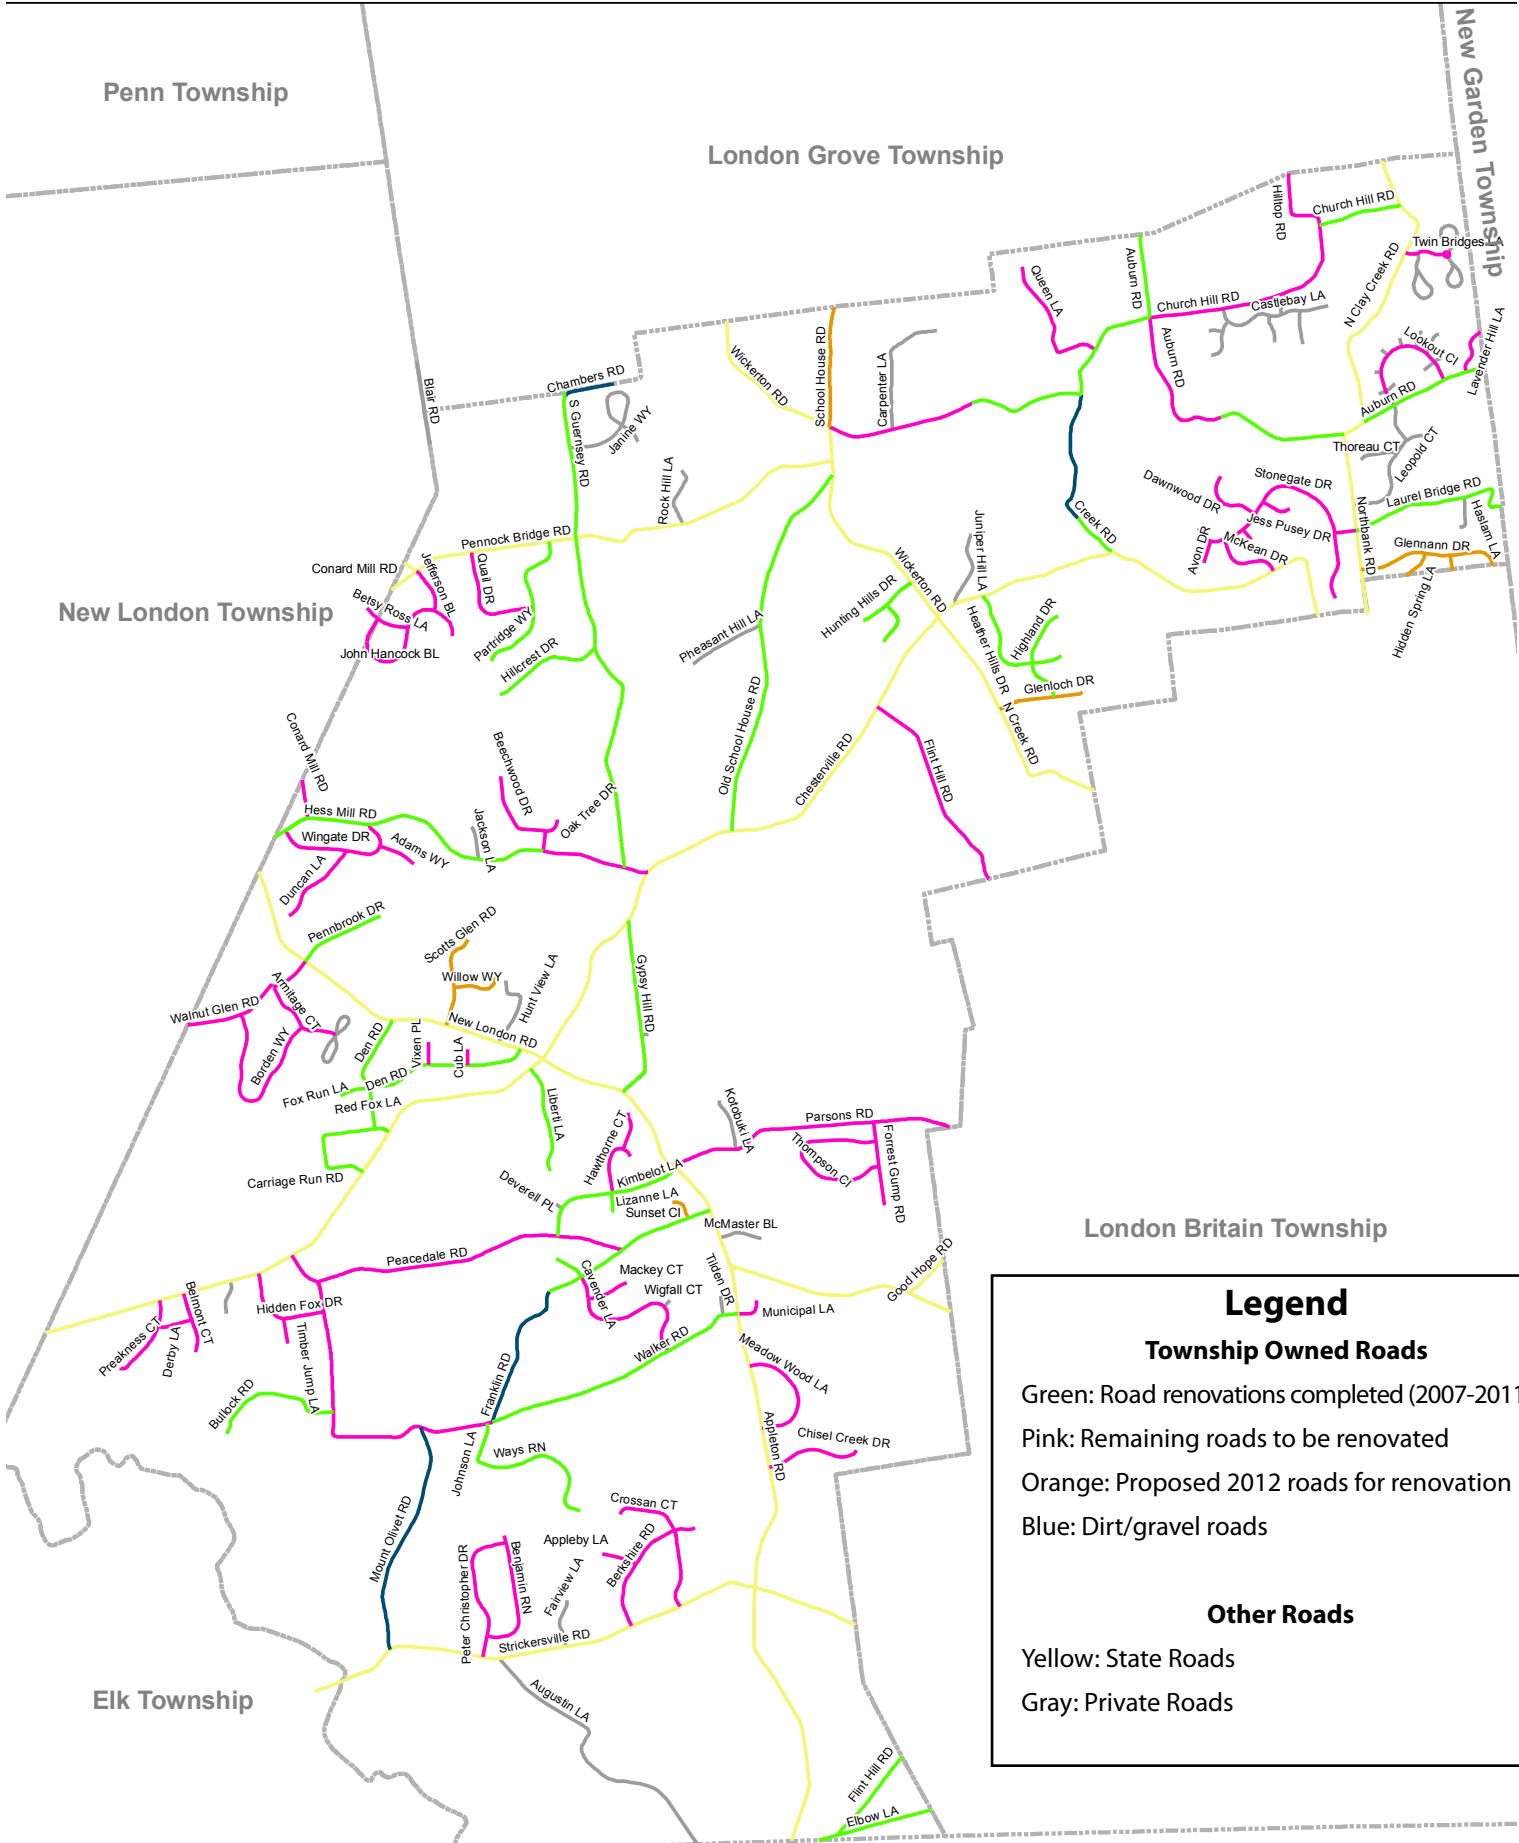 New Garden Township
Penn Township
London Grove Township
Hilltop RD
Church Hill RD
Twin Bridges LA
Auburn RD
Queen LA
N Clay Creek RD
Church Hill RD
Castlebay LA
Lavender Hill LA
School House RD
Wickerton RD
Auburn RD
Lookout CI
Carpenter LA
Chambers RD
Blair RD
S Guernsey RD
Janine WY
Auburn RD
Thoreau CT
Leopold CT
Rock Hill LA
Stonegate DR
Dawnwood DR
Laurel Bridge RD
Creek RD
Jess Pusey DR
Northbank RD
Haslam LA
Pennock Bridge RD
Juniper Hill LA
Avon DR
McKean DR
Glennann DR
Conard Mill RD
Jefferson BL
Quail DR
Wickerton RD
Hunting Hills DR
Hidden Spring LA
New London Township
Betsy Ross LA
Partridge WY
Pheasant Hill LA
Heather Hills DR
Highland DR
John Hancock BL
Hillcrest DR
Glenloch DR
Old School House RD
N Creek RD
Conard Mill RD
Beechwood DR
Chesterville RD
Flint Hill RD
Hess Mill RD
Oak Tree DR
Wingate DR
Jackson LA
Adams WY
Duncan LA
Pennbrook DR
Scotts Glen RD
Willow WY
Hunt View LA
Gypsy Hill RD
Armitage CT
Walnut Glen RD
New London RD
Den RD
Vixen PL
Cub LA
Borden WY
Fox Run LA
Den RD
Red Fox LA
Liberti LA
Kotobuki LA
Parsons RD
Hawthorne CT
Thompson CI
Forrest Gump RD
Carriage Run RD
Deverell PL
Kimbelot LA
Lizanne LA
Sunset CI
McMaster BL
London Britain Township
Peacedale RD
Cavender LA
Mackey CT
Tilden DR
Good Hope RD
Wigfall CT
Belmont CT
Hidden Fox DR
Municipal LA
Preakness CT
Derby LA
Timber Jump LA
Walker RD
Meadow Wood LA
Franklin RD
Bullock RD
Appleton RD
Chisel Creek DR
Johnson LA
Ways RN
Mount Olivet RD
Crossan CT
Appleby LA
Berkshire RD
Peter Christopher DR
Benjamin RN
Fairview LA
Strickersville RD
Elk Township
Augustin LA
Flint Hill RD
Elbow LA
Legend
Township Owned Roads
Green: Road renovations completed (2007-2011
Pink: Remaining roads to be renovated
Orange: Proposed 2012 roads for renovation
Blue: Dirt/gravel roads
Other Roads
Yellow: State Roads
Gray: Private Roads